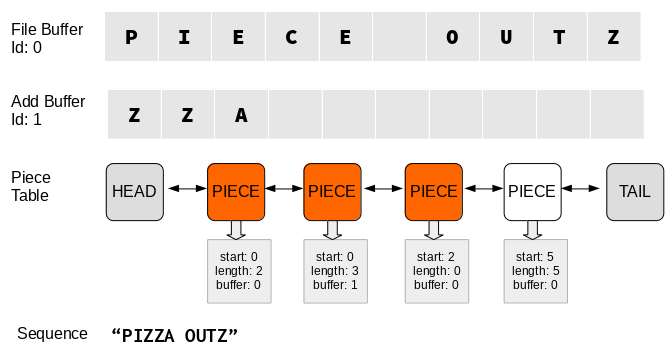 File Buffer
Id: 0
P I E C E O U T Z
Add Buffer
Id: 1
Z Z A
Piece
Table
HEAD PIECE PIECE PIECE PIECE TAIL
start: 0 start: 0 start: 2 start: 5
length: 2 length: 3 length: 0 length: 5
buffer: 0 buffer: 1 buffer: 0 buffer: 0
Sequence “PIZZA OUTZ”